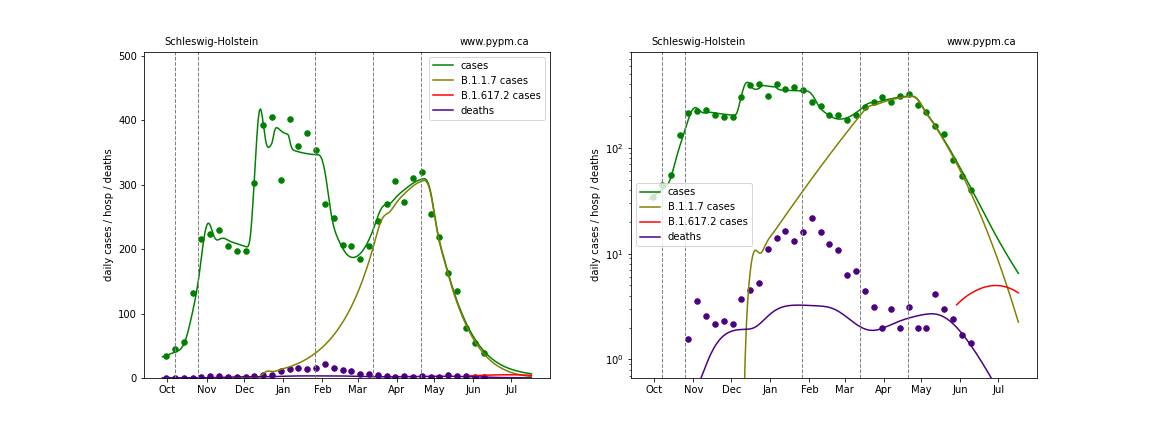 Schleswig-Holstein www.pypm.ca
daily cases / hosp / deaths
500
400
300
200
100
0
cases
B.1.1.7 cases
B.1.617.2 cases
deaths
Oct Nov Dec Jan Feb Mar Apr May Jun Jul
Schleswig-Holstein www.pypm.ca
daily cases / hosp / deaths
10²
10¹
10⁰
cases
B.1.1.7 cases
B.1.617.2 cases
deaths
Oct Nov Dec Jan Feb Mar Apr May Jun Jul